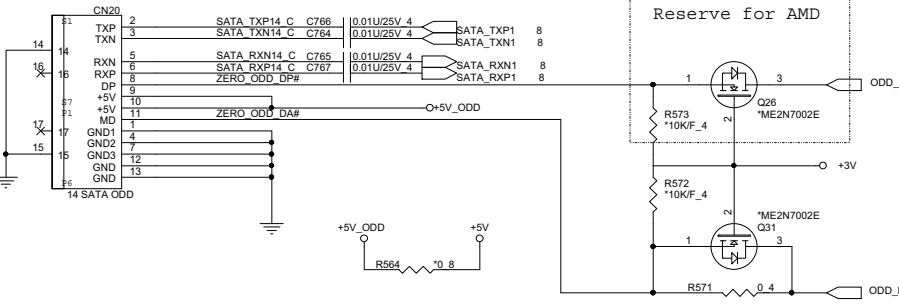 CN20
Reserve for AMD
14
14
16
16
17
17
15
15
S1
S7
P1
P6
TXP 2 SATA_TXP14_C C766 0.01U/25V_4 SATA_TXP1 8
TXN 3 SATA_TXN14_C C764 0.01U/25V_4 SATA_TXN1 8
RXN 5 SATA_RXN14_C C765 0.01U/25V_4 SATA_RXN1 8
RXP 6 SATA_RXP14_C C767 0.01U/25V_4 SATA_RXP1 8
DP 8 ZERO_ODD_DP#
+5V 9
+5V 10 +5V_ODD
MD 11 ZERO_ODD_DA#
GND1 1
GND2 4
GND3 7
GND 12
GND 13
14 SATA ODD
1 3 ODD_
2
Q26
*ME2N7002E
R573
*10K/F_4
+3V
R572
*10K/F_4
2
*ME2N7002E
Q31
1 3
+5V_ODD +5V
R564 *0_8
R571 0_4
ODD_